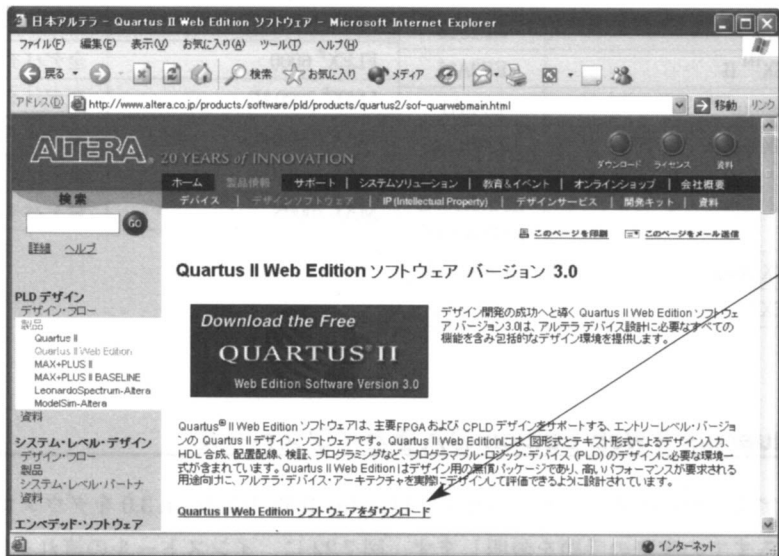 日本アルテラ - Quartus II Web Edition ソフトウェア - Microsoft Internet Explorer
ファイル(F) 編集(E) 表示(V) お気に入り(A) ツール(T) ヘルプ(H)
戻る 検索 お気に入り メディア
アドレス(D) http://www.altera.co.jp/products/software/pld/products/quartus2/sof-quarwebmain.html 移動 リンク
ALTERA. 20 YEARS of INNOVATION
ダウンロード ライセンス 資料
ホーム 製品情報 サポート | システムソリューション | 教育&イベント | オンラインショップ | 会社概要
デバイス | デザインソフトウェア | IP (Intellectual Property) | デザインサービス | 開発キット | 資料
検索
GO
詳細 ヘルプ
このページを印刷 このページをメール送信
Quartus II Web Edition ソフトウェア バージョン 3.0
PLD デザイン
デザイン・フロー
製品
Quartus II
Quartus II Web Edition
MAX+PLUS II
MAX+PLUS II BASELINE
LeonardoSpectrum-Altera
ModelSim-Altera
資料
システム・レベル・デザイン
デザイン・フロー
製品
システム・レベル・パートナ
資料
エンベデッド・ソフトウェア
Download the Free
QUARTUS® II
Web Edition Software Version 3.0
デザイン開発の成功へと導く Quartus II Web Edition ソフトウェ
ア バージョン3.0は、アルテラ デバイス設計に必要なすべての
機能を含み包括的なデザイン環境を提供します。
Quartus® II Web Edition ソフトウェアは、主要FPGA および CPLD デザインをサポートする、エントリーレベル・バージョ
ンの Quartus II デザイン・ソフトウェアです。 Quartus II Web Editionには、図形式とテキスト形式によるデザイン入力、
HDL 合成、配置配線、検証、プログラミングなど、プログラマブル・ロジック・デバイス (PLD) のデザインに必要な環境一
式が含まれています。Quartus II Web Edition はデザイン用の無償パッケージであり、高いパフォーマンスが要求される
用途向けに、アルテラ・デバイス・アーキテクチャを実際にデザインして評価できるように設計されています。
Quartus II Web Edition ソフトウェアをダウンロード
インターネット